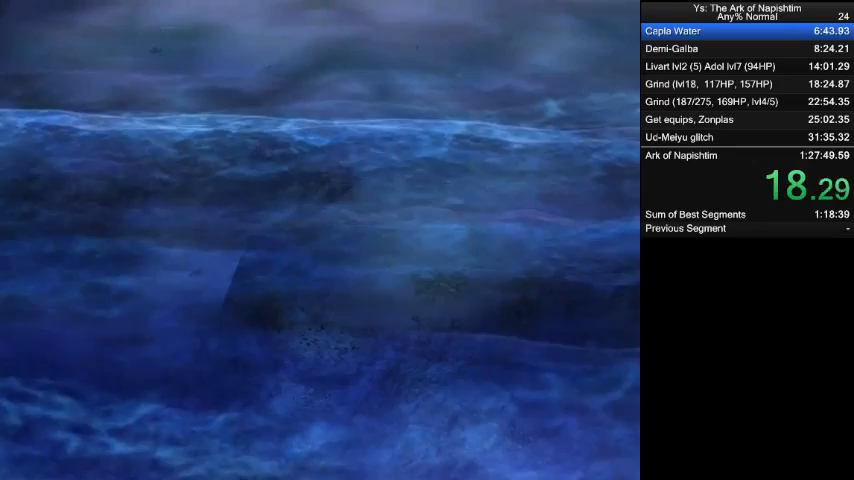 Ys: The Ark of Napishtim
Any% Normal 24
Capla Water 6:43.93
Demi-Galba 8:24.21
Livart lvl2 (5) Adol lvl7 (94HP) 14:01.29
Grind (lvl18, 117HP, 157HP) 18:24.87
Grind (187/275, 169HP, lvl4/5) 22:54.35
Get equips, Zonplas 25:02.35
Ud-Meiyu glitch 31:35.32
Ark of Napishtim 1:27:49.59
18.29
Sum of Best Segments 1:18:39
Previous Segment -